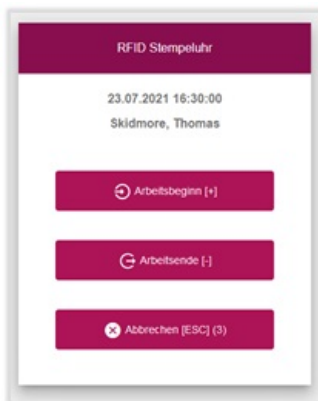 RFID Stempeluhr
23.07.2021 16:30:00
Skidmore, Thomas
Arbeitsbeginn [+]
Arbeitsende [-]
Abbrechen [ESC] (3)